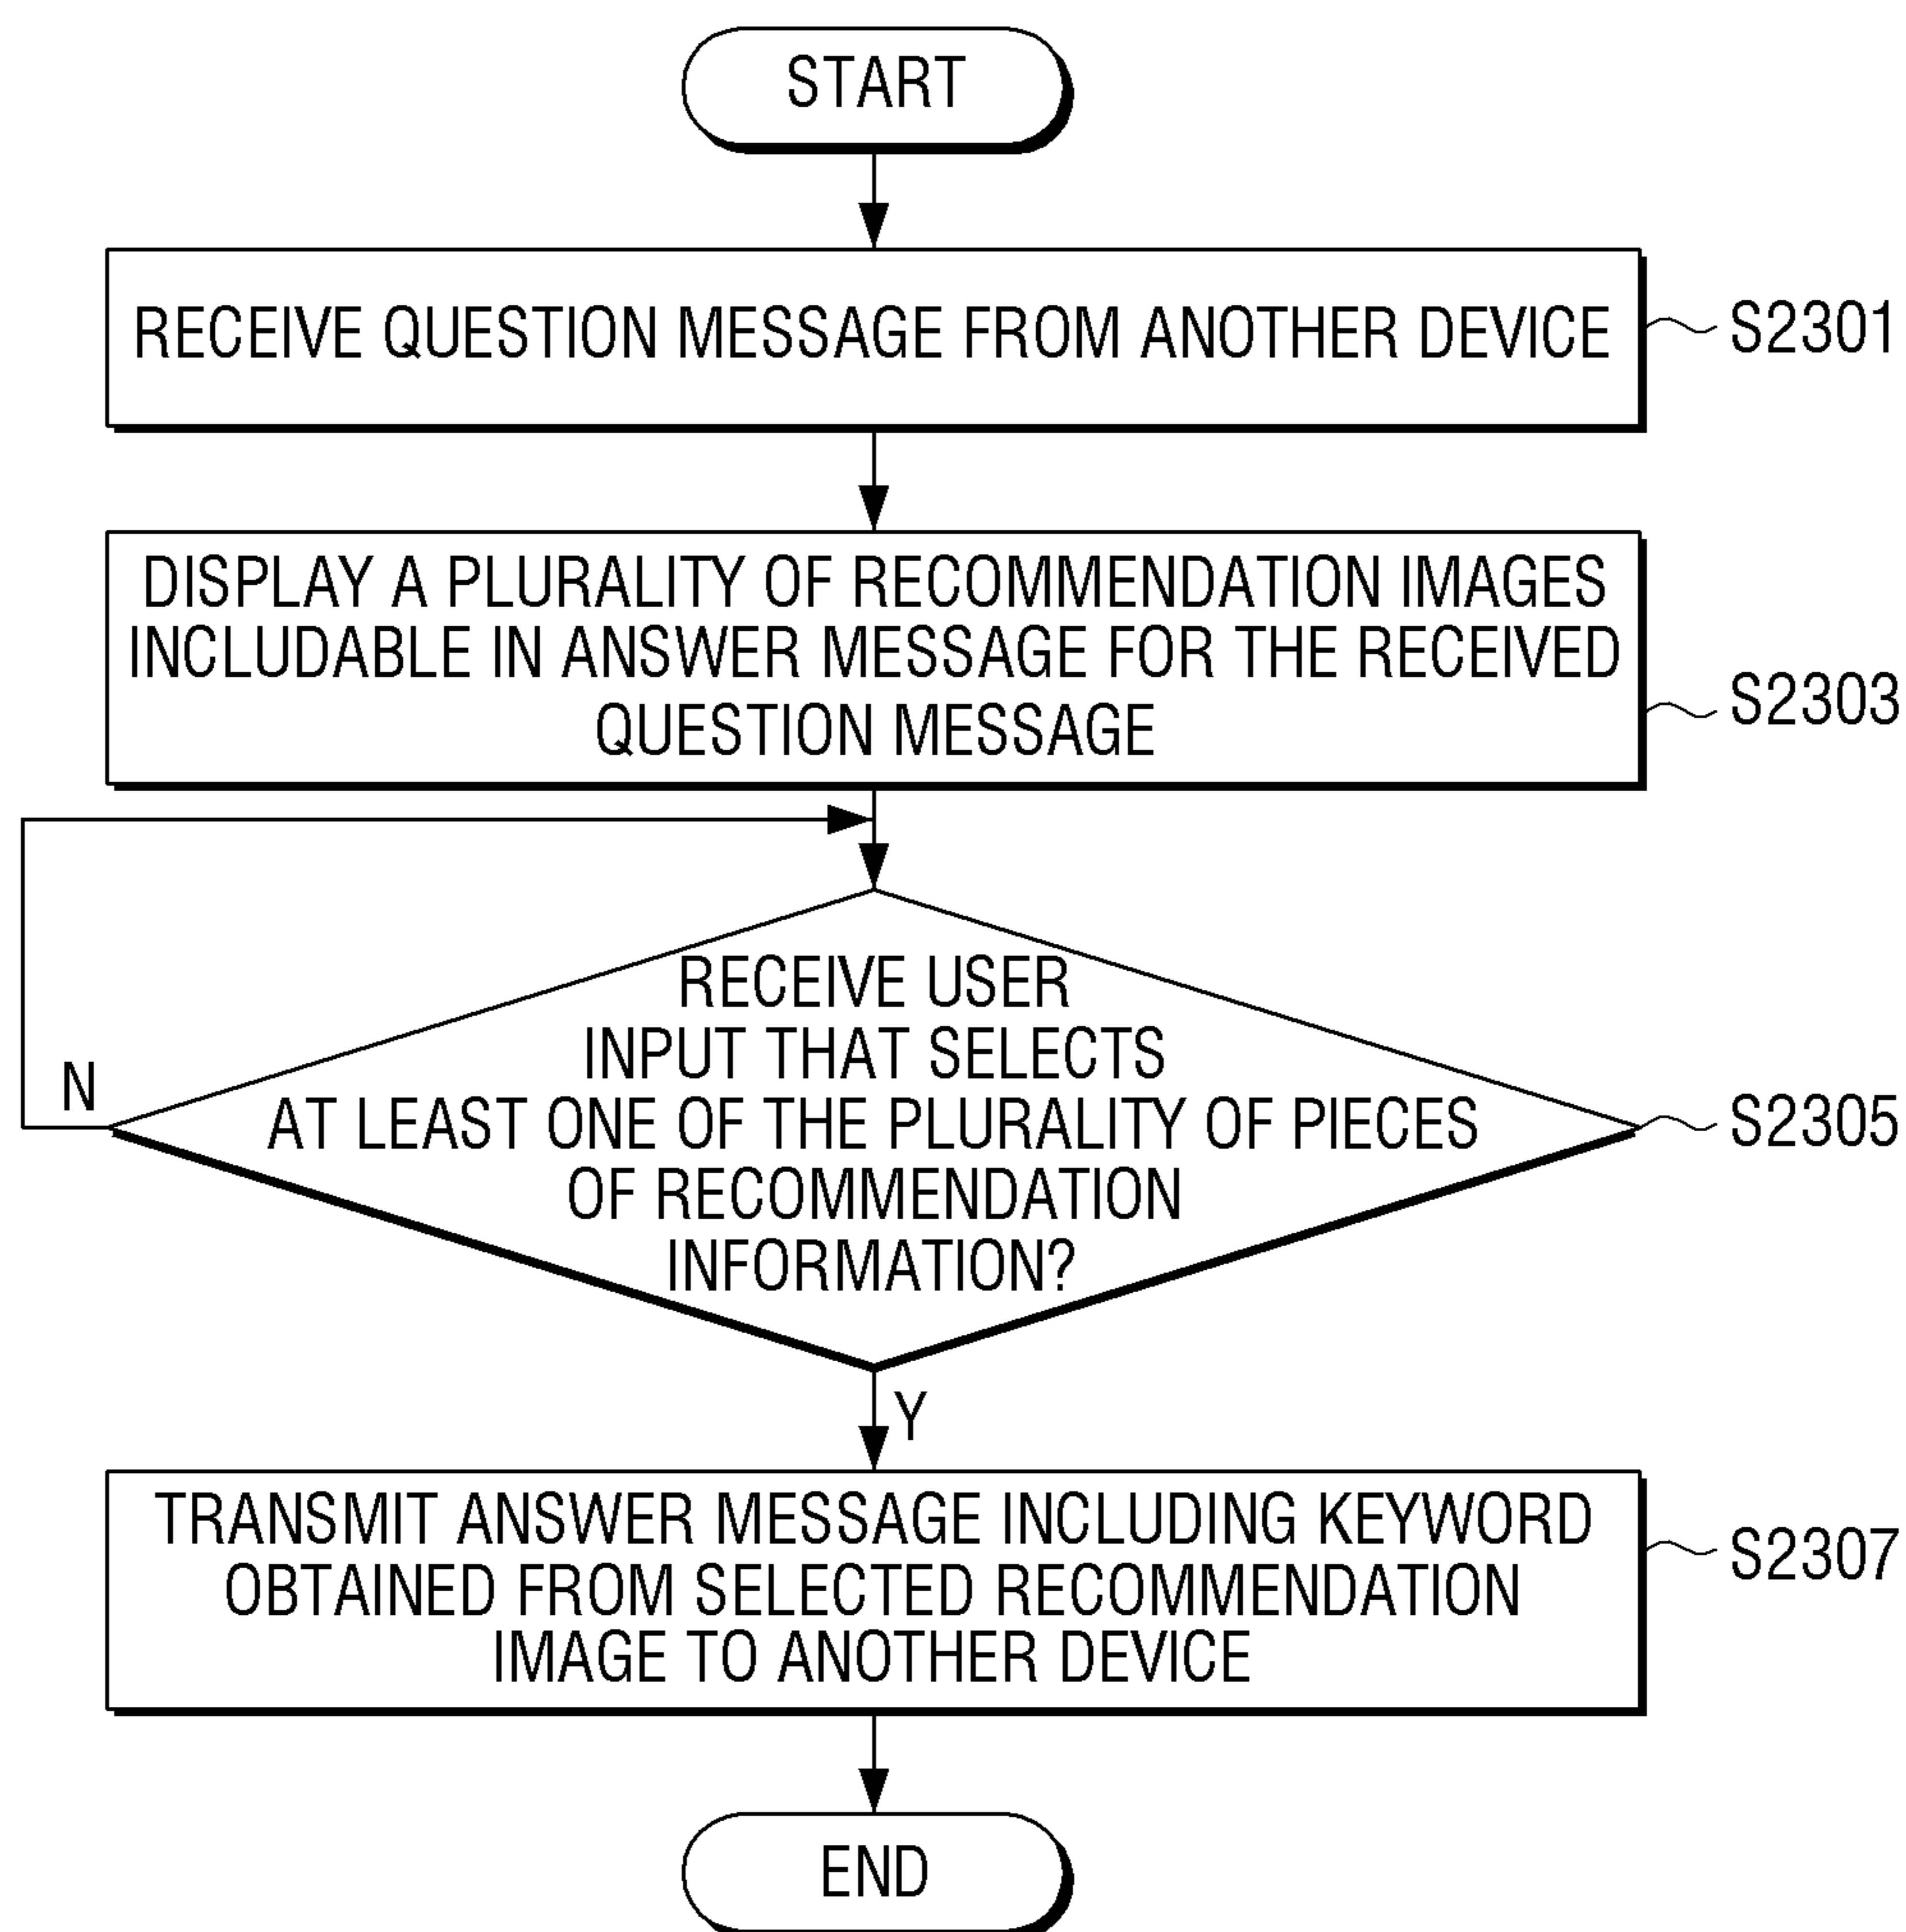 START
RECEIVE QUESTION MESSAGE FROM ANOTHER DEVICE
S2301
DISPLAY A PLURALITY OF RECOMMENDATION IMAGES
INCLUDABLE IN ANSWER MESSAGE FOR THE RECEIVED
QUESTION MESSAGE
S2303
RECEIVE USER
INPUT THAT SELECTS
AT LEAST ONE OF THE PLURALITY OF PIECES
OF RECOMMENDATION
INFORMATION?
N
S2305
Y
TRANSMIT ANSWER MESSAGE INCLUDING KEYWORD
OBTAINED FROM SELECTED RECOMMENDATION
IMAGE TO ANOTHER DEVICE
S2307
END